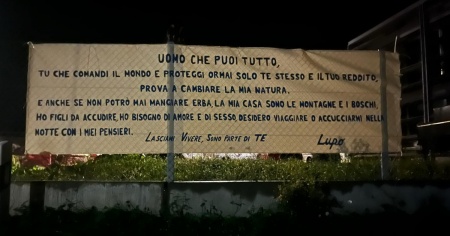 UOMO CHE PUOI TUTTO,
TU CHE COMANDI IL MONDO E PROTEGGI ORMAI SOLO TE STESSO E IL TUO REDDITO,
PROVA A CAMBIARE LA MIA NATURA.
E ANCHE SE NON POTRÒ MAI MANGIARE ERBA, LA MIA CASA SONO LE MONTAGNE E I BOSCHI,
HO FIGLI DA ACCUDIRE, HO BISOGNO DI AMORE E DI SESSO, DESIDERO VIAGGIARE O ACCUCCIARMI NELLA
NOTTE CON I MIEI PENSIERI. LASCIAMI VIVERE, SONO PARTE DI TE Lupo